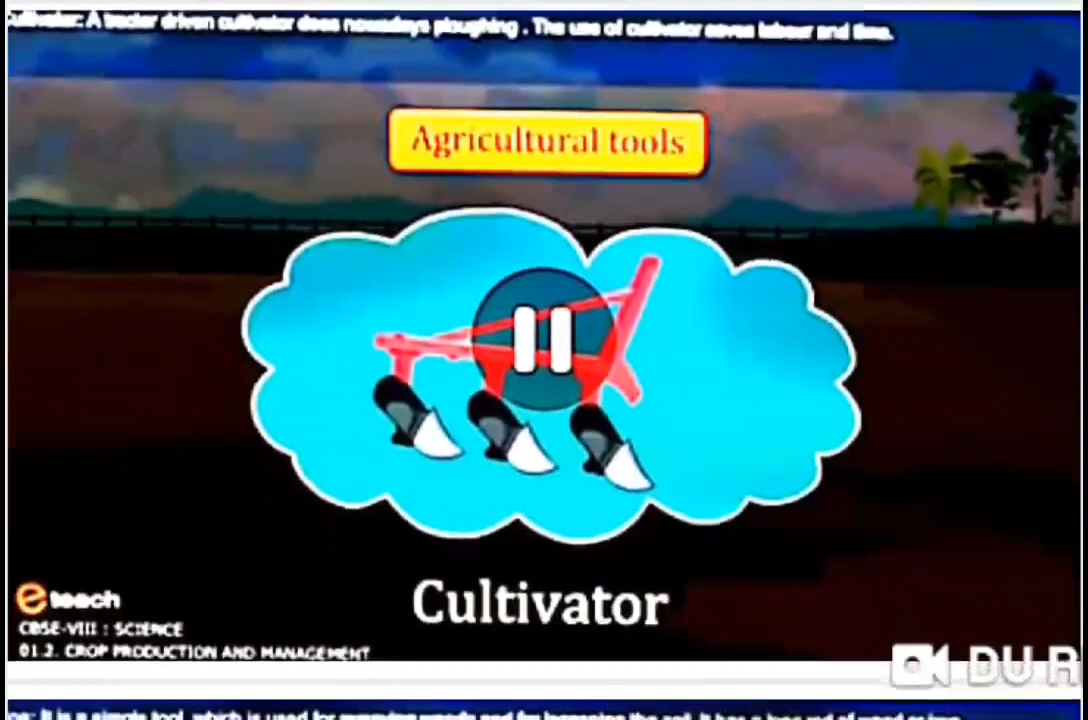 Cultivator: A tractor driven cultivator does nowadays ploughing . The use of cultivator saves labour and time.
Agricultural tools
Cultivator
e teach
CBSE-VIII : SCIENCE
01.2. CROP PRODUCTION AND MANAGEMENT
DU R
It is a simple tool, which is used for removing weeds and for loosening the soil. It has a long rod of wood or iron